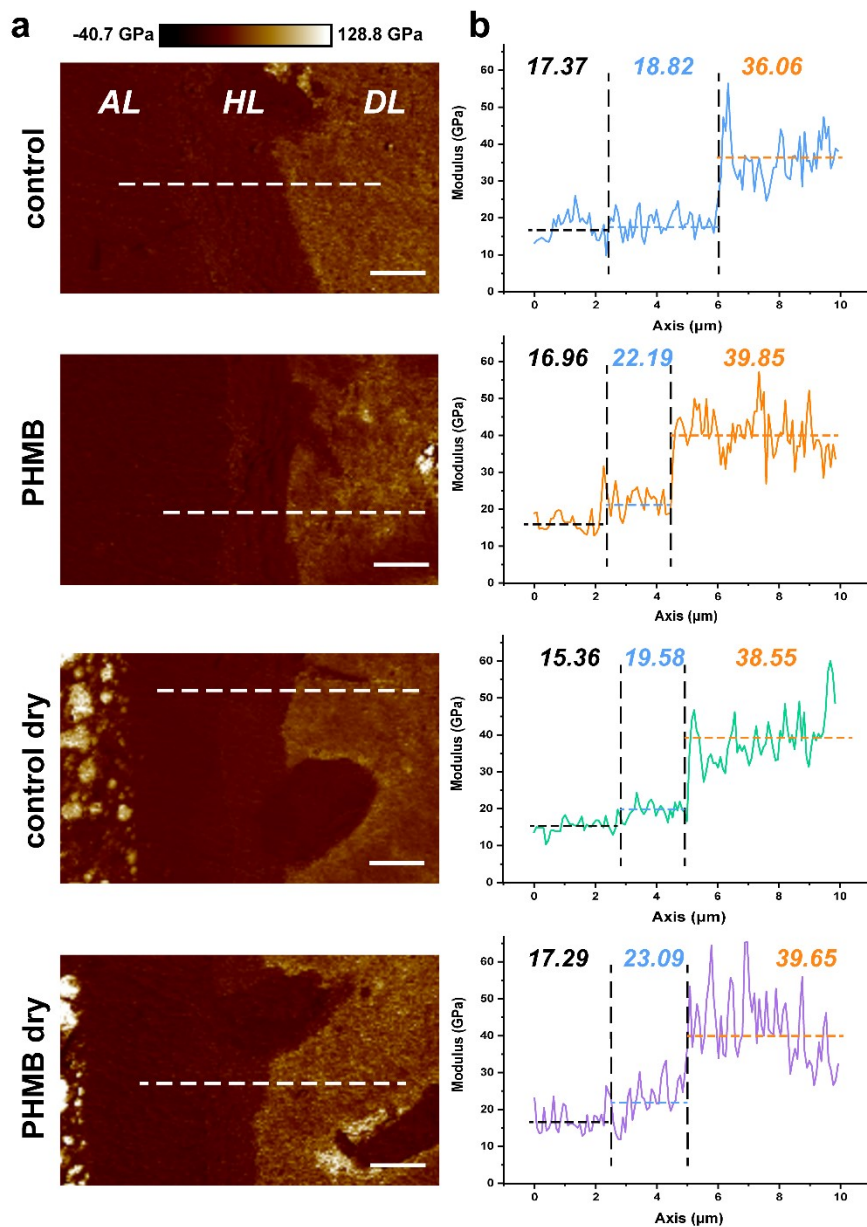 a
b
-40.7 GPa
128.8 GPa
control
AL HL DL
17.37 18.82 36.06
Modulus (GPa)
60
50
40
30
20
10
0
0 2 4 6 8 10
Axis (µm)
PHMB
16.96 22.19 39.85
Modulus (GPa)
60
50
40
30
20
10
0
0 2 4 6 8 10
Axis (µm)
control dry
15.36 19.58 38.55
Modulus (GPa)
60
50
40
30
20
10
0
0 2 4 6 8 10
Axis (µm)
PHMB dry
17.29 23.09 39.65
Modulus (GPa)
60
50
40
30
20
10
0
0 2 4 6 8 10
Axis (µm)